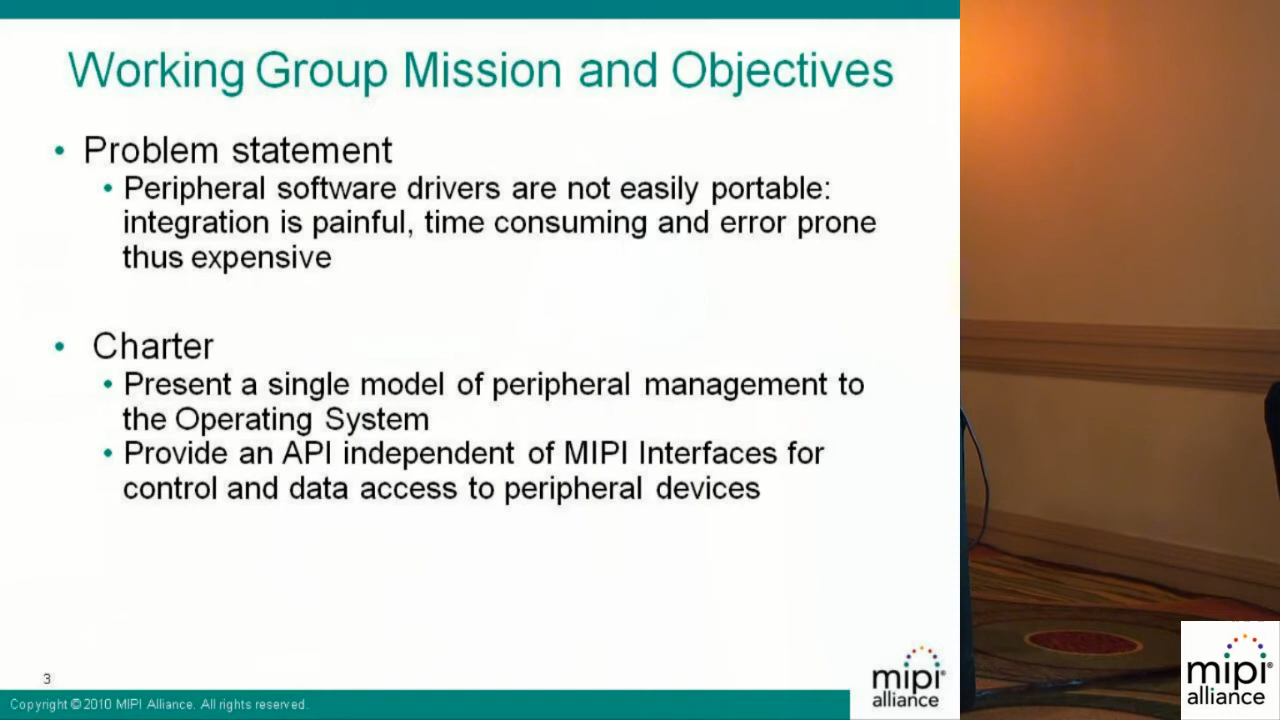 Working Group Mission and Objectives
• Problem statement
• Peripheral software drivers are not easily portable:
integration is painful, time consuming and error prone
thus expensive
• Charter
• Present a single model of peripheral management to
the Operating System
• Provide an API independent of MIPI Interfaces for
control and data access to peripheral devices
3
Copyright © 2010 MIPI Alliance. All rights reserved.
mipi®
alliance
mipi®
alliance